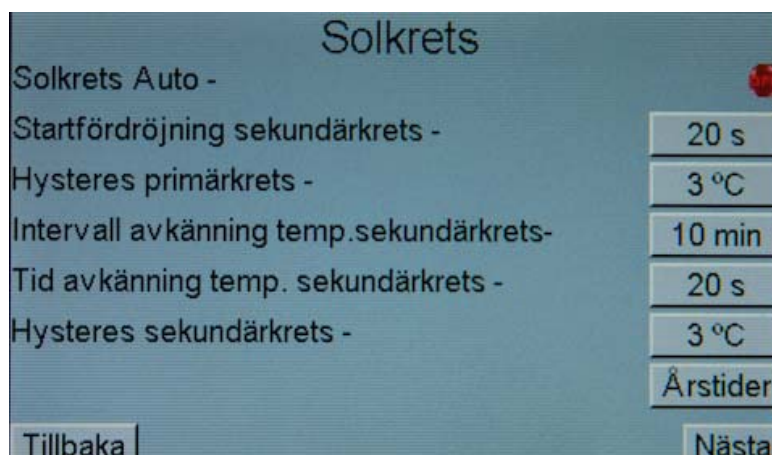 Solkrets
Solkrets Auto -
Startfördröjning sekundärkrets - 20 s
Hysteres primärkrets - 3 °C
Intervall avkänning temp.sekundärkrets- 10 min
Tid avkänning temp. sekundärkrets - 20 s
Hysteres sekundärkrets - 3 °C
Årstider
Tillbaka Nästa